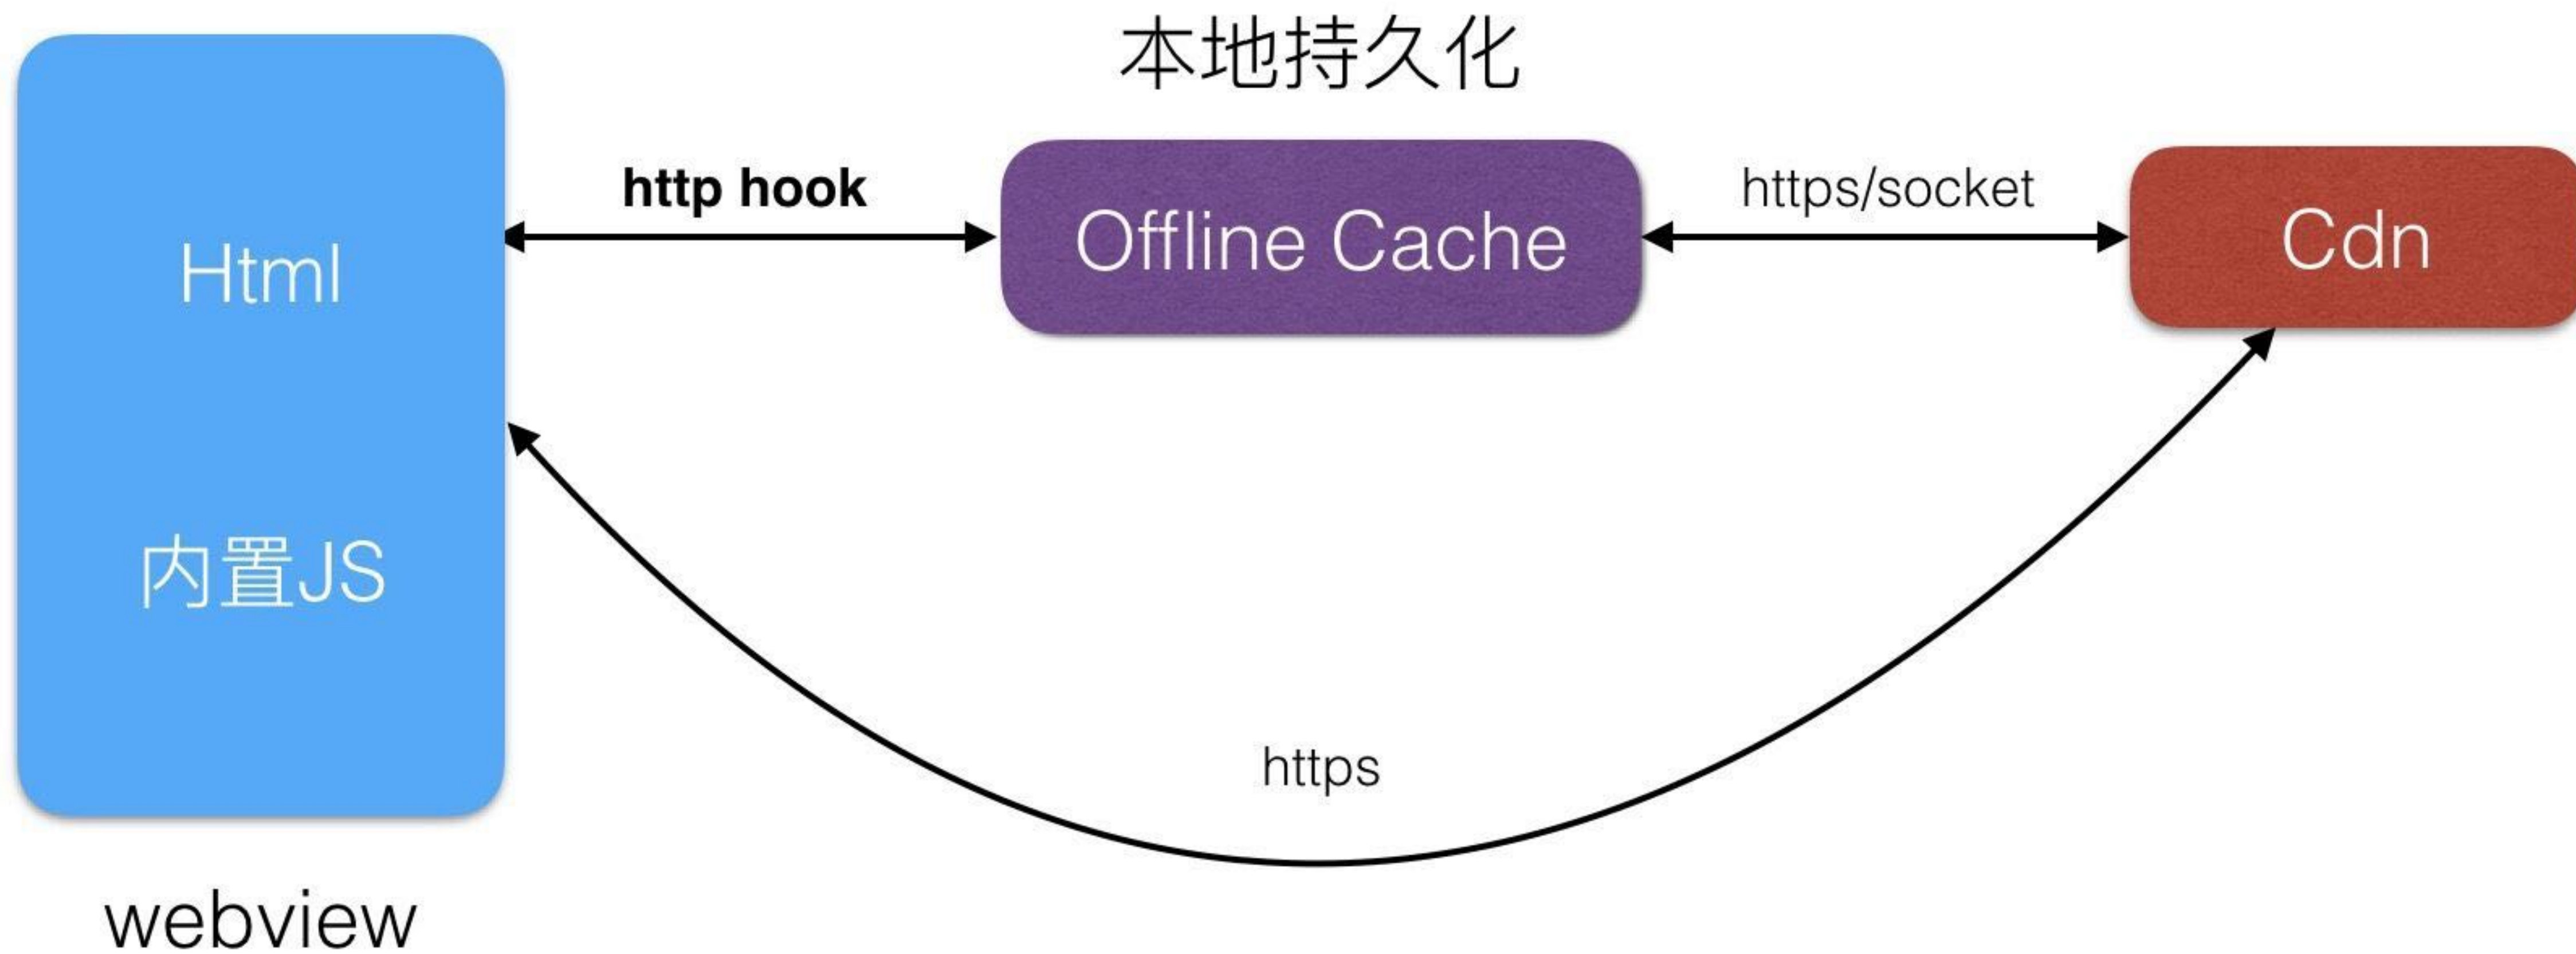 本地持久化
http hook
https/socket
Html
Offline Cache
Cdn
内置JS
https
webview